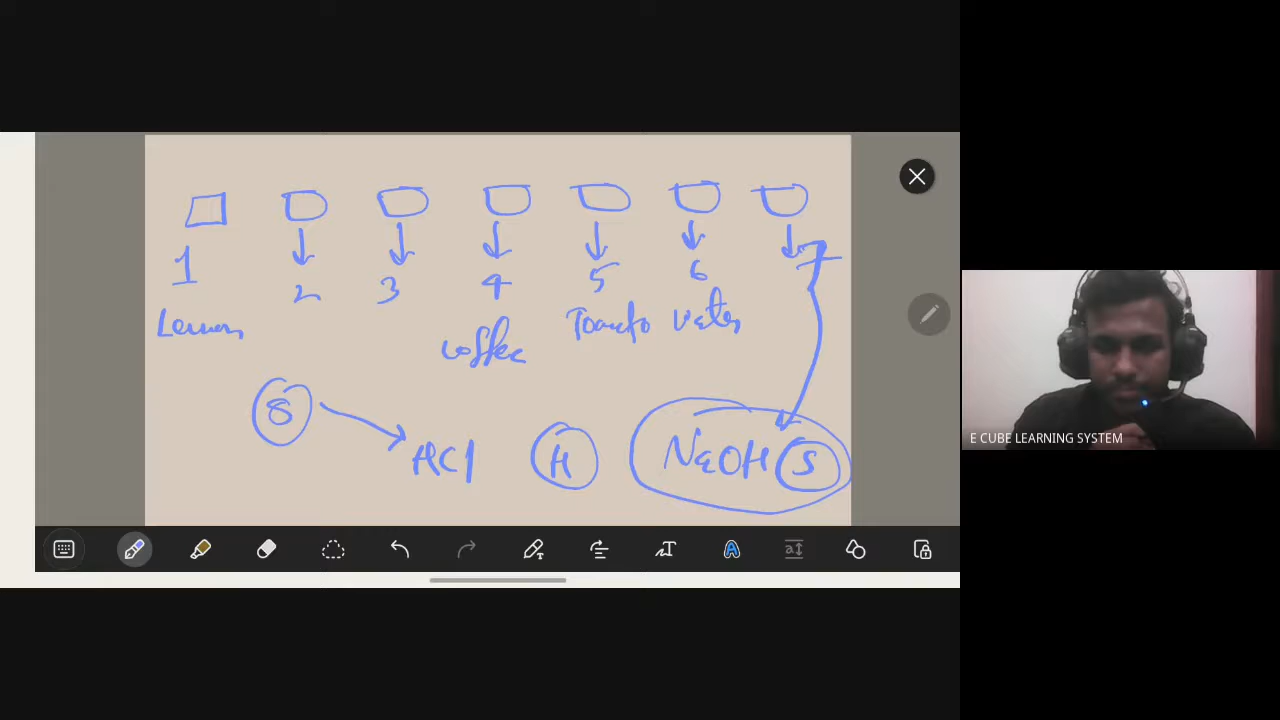 1 2 3 4 5 6 7
Lemon coffee Tomato water
8 HCl H NaOH S
E CUBE LEARNING SYSTEM